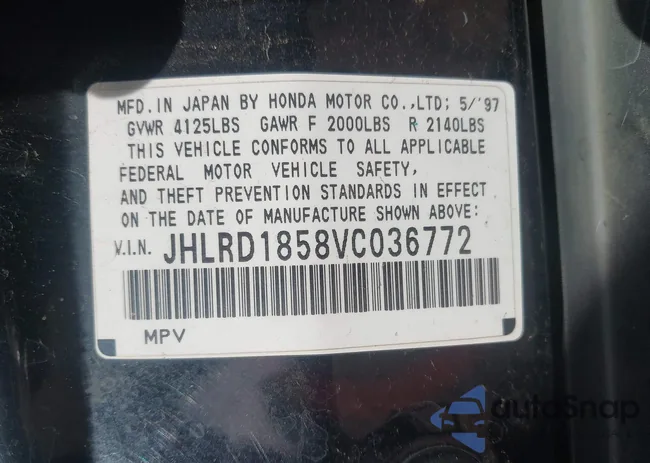 MFD. IN JAPAN BY HONDA MOTOR CO.,LTD; 5/'97
GVWR 4125LBS GAWR F 2000LBS R 2140LBS
THIS VEHICLE CONFORMS TO ALL APPLICABLE
FEDERAL MOTOR VEHICLE SAFETY,
AND THEFT PREVENTION STANDARDS IN EFFECT
ON THE DATE OF MANUFACTURE SHOWN ABOVE:
V.I.N. JHLRD1858VC036772
MPV
autoSnap